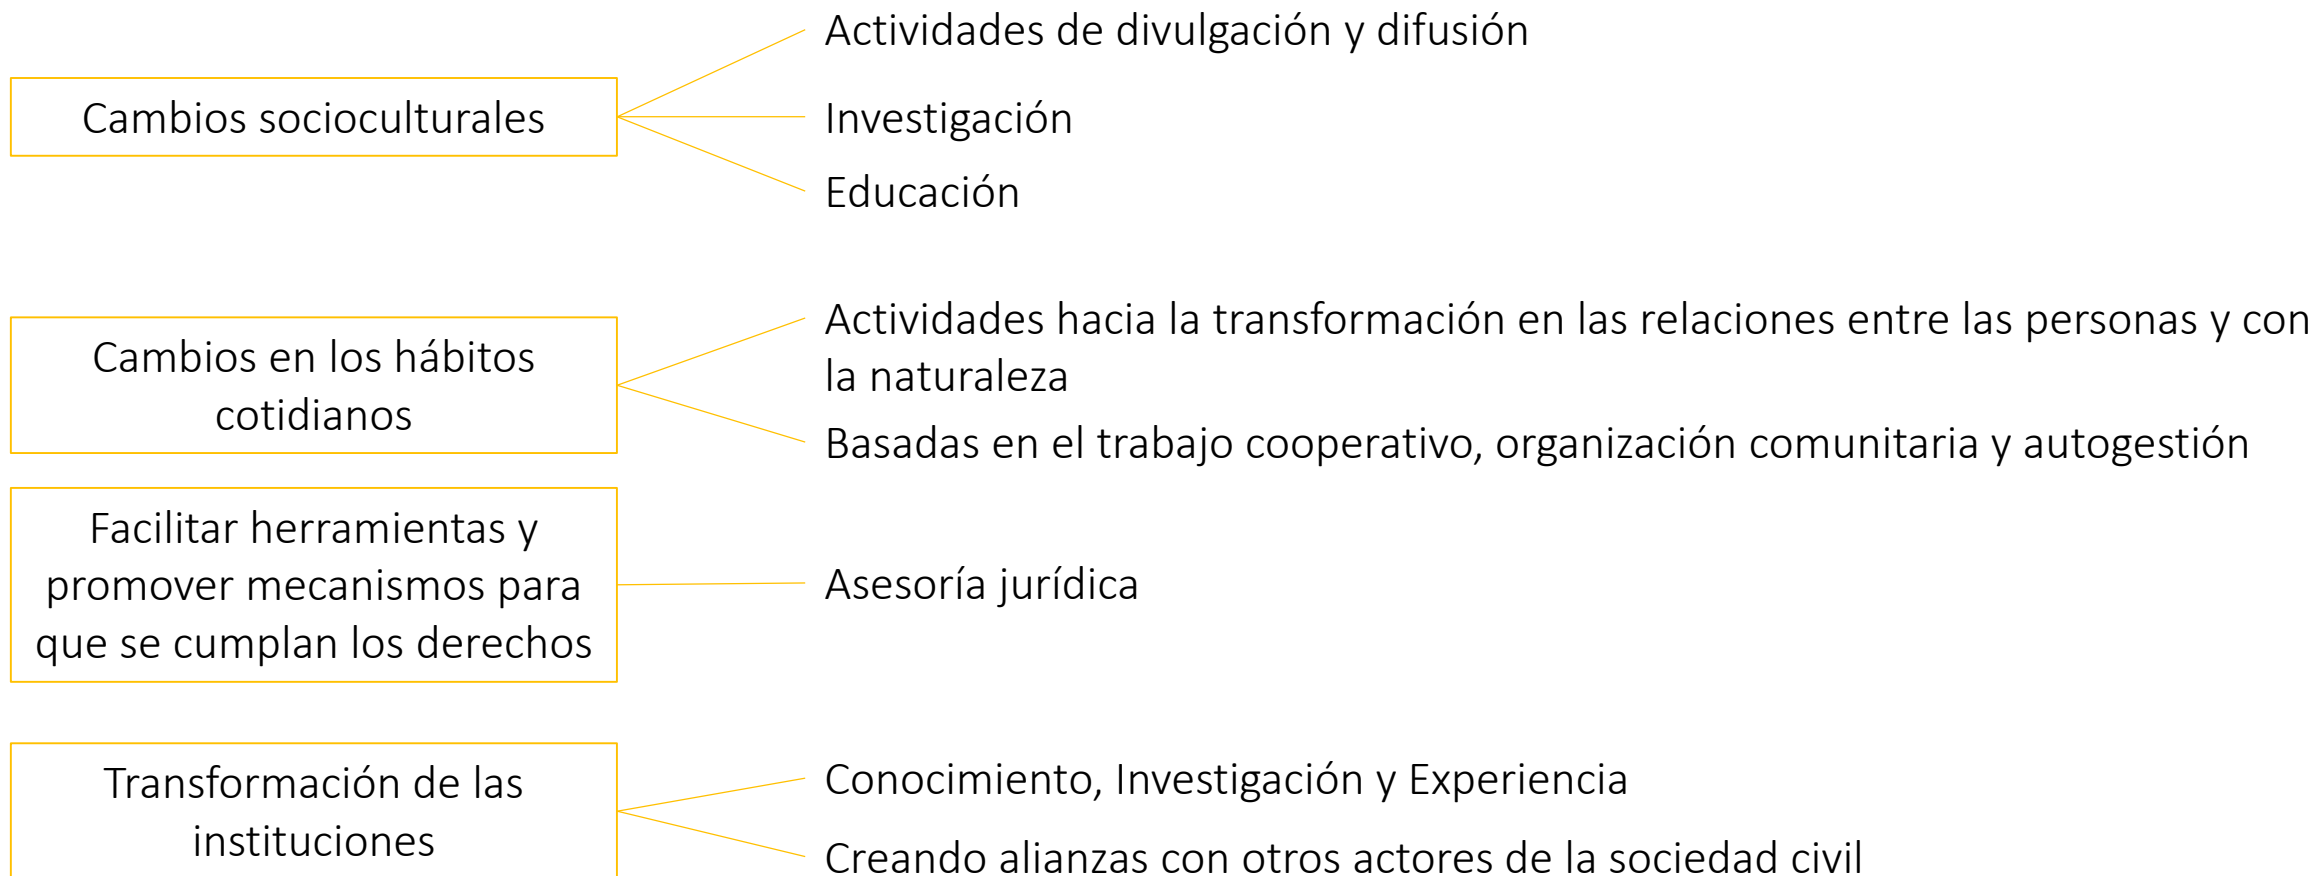 Cambios socioculturales
Actividades de divulgación y difusión
Investigación
Educación
Cambios en los hábitos
cotidianos
Actividades hacia la transformación en las relaciones entre las personas y con
la naturaleza
Basadas en el trabajo cooperativo, organización comunitaria y autogestión
Facilitar herramientas y
promover mecanismos para
que se cumplan los derechos
Asesoría jurídica
Transformación de las
instituciones
Conocimiento, Investigación y Experiencia
Creando alianzas con otros actores de la sociedad civil